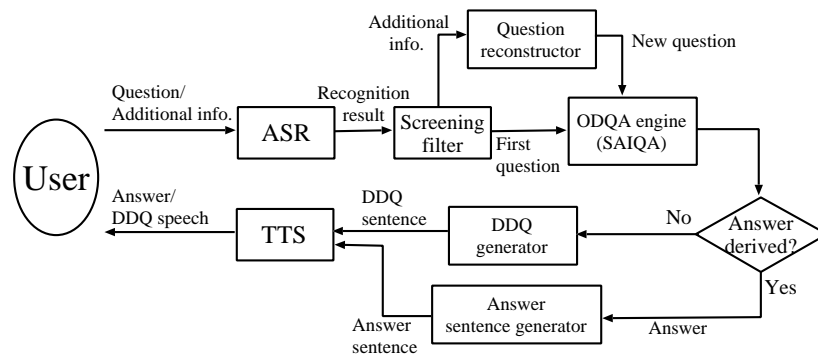 Additional
info.
Question
reconstructor
New question
Question/
Additional info.
ASR
Recognition
result
Screening
filter
First
question
ODQA engine
(SAIQA)
User
Answer/
DDQ speech
TTS
DDQ
sentence
DDQ
generator
No
Answer
derived?
Yes
Answer
sentence
Answer
sentence generator
Answer